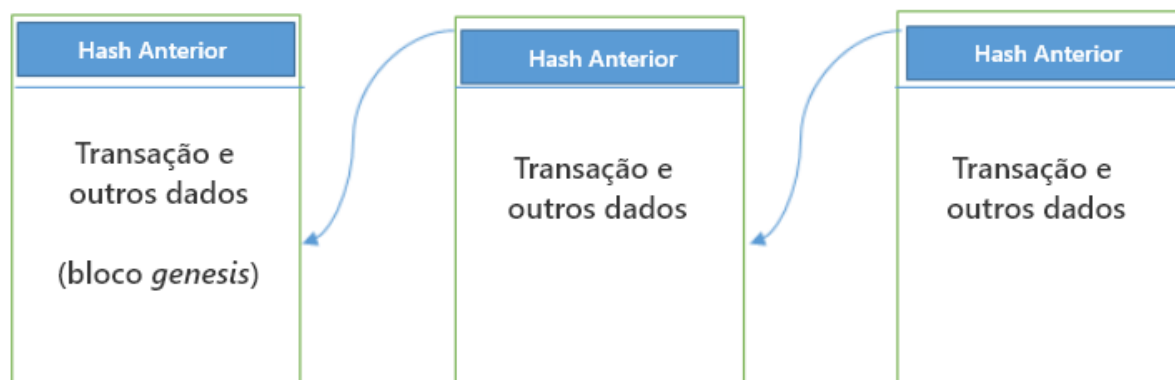 Hash Anterior
Transação e
outros dados
(bloco genesis)
Hash Anterior
Transação e
outros dados
Hash Anterior
Transação e
outros dados